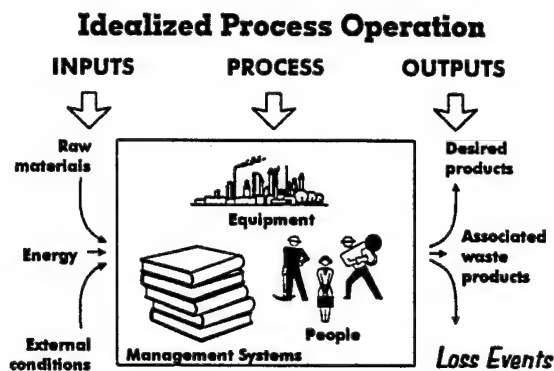 Idealized Process Operation
INPUTS PROCESS OUTPUTS
Raw
materials
Energy
External
conditions
Equipment
People
Management Systems
Desired
products
Associated
waste
products
Loss Events